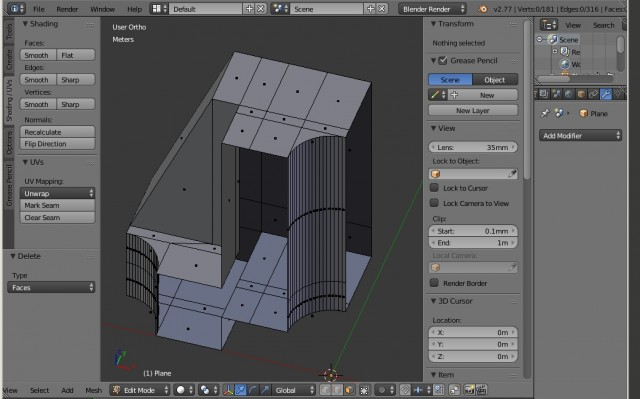 File Render Window Help Default Scene Blender Render v2.77 | Verts:0/181 | Edges:0/316 | Faces:
Tools
Shading / UVs
Options
Grease Pencil
Shading
Faces:
Smooth Flat
Edges:
Smooth Sharp
Vertices:
Smooth Sharp
Normals:
Recalculate
Flip Direction
UVs
UV Mapping:
Unwrap
Mark Seam
Clear Seam
Delete
Type
Faces
User Ortho
Meters
(1) Plane
Transform
Nothing selected
Grease Pencil
Scene Object
New
New Layer
View
Lens: 35mm
Lock to Object:
Lock to Cursor
Lock Camera to View
Clip:
Start: 0.1mm
End: 1m
Local Camera:
Render Border
3D Cursor
Location:
X: 0m
Y: 0m
Z: 0m
Item
View Search
Scene
Re
Wo
Plane
Add Modifier
View Select Add Mesh Edit Mode Global